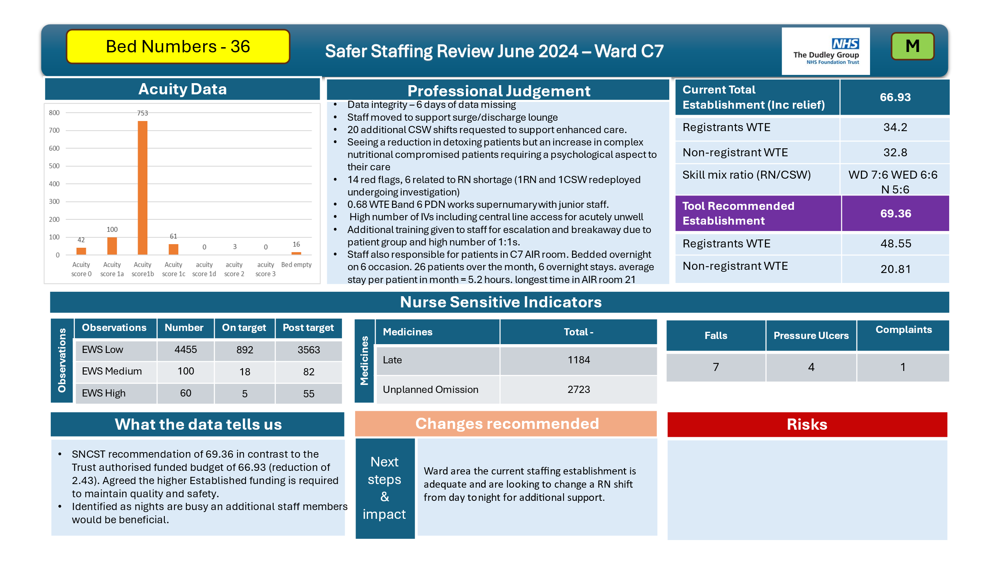 Bed Numbers - 36
Safer Staffing Review June 2024 – Ward C7
NHS
The Dudley Group
NHS Foundation Trust
M
Acuity Data
800
700
600
500
400
300
200
100
0
42
100
753
61
0
3
0
16
Acuity score 0
Acuity score 1a
Acuity score1b
Acuity score 1c
acuity score 1d
acuity score 2
acuity score 3
Bed empty
Professional Judgement
• Data integrity – 6 days of data missing
• Staff moved to support surge/discharge lounge
• 20 additional CSW shifts requested to support enhanced care.
• Seeing a reduction in detoxing patients but an increase in complex
nutritional compromised patients requiring a psychological aspect to
their care
• 14 red flags, 6 related to RN shortage (1RN and 1CSW redeployed
undergoing investigation)
• 0.68 WTE Band 6 PDN works supernumary with junior staff.
• High number of IVs including central line access for acutely unwell
• Additional training given to staff for escalation and breakaway due to
patient group and high number of 1:1s.
• Staff also responsible for patients in C7 AIR room. Bedded overnight
on 6 occasion. 26 patients over the month, 6 overnight stays. average
stay per patient in month = 5.2 hours. longest time in AIR room 21
Current Total
Establishment (Inc relief)
66.93
Registrants WTE
34.2
Non-registrant WTE
32.8
Skill mix ratio (RN/CSW)
WD 7:6 WED 6:6
N 5:6
Tool Recommended
Establishment
69.36
Registrants WTE
48.55
Non-registrant WTE
20.81
Nurse Sensitive Indicators
Observations
Observations Number On target Post target
EWS Low 4455 892 3563
EWS Medium 100 18 82
EWS High 60 5 55
Medicines
Medicines Total -
Late 1184
Unplanned Omission 2723
Falls Pressure Ulcers Complaints
7 4 1
What the data tells us
• SNCST recommendation of 69.36 in contrast to the
Trust authorised funded budget of 66.93 (reduction of
2.43). Agreed the higher Established funding is required
to maintain quality and safety.
• Identified as nights are busy an additional staff members
would be beneficial.
Changes recommended
Next
steps
&
impact
Ward area the current staffing establishment is
adequate and are looking to change a RN shift
from day to night for additional support.
Risks